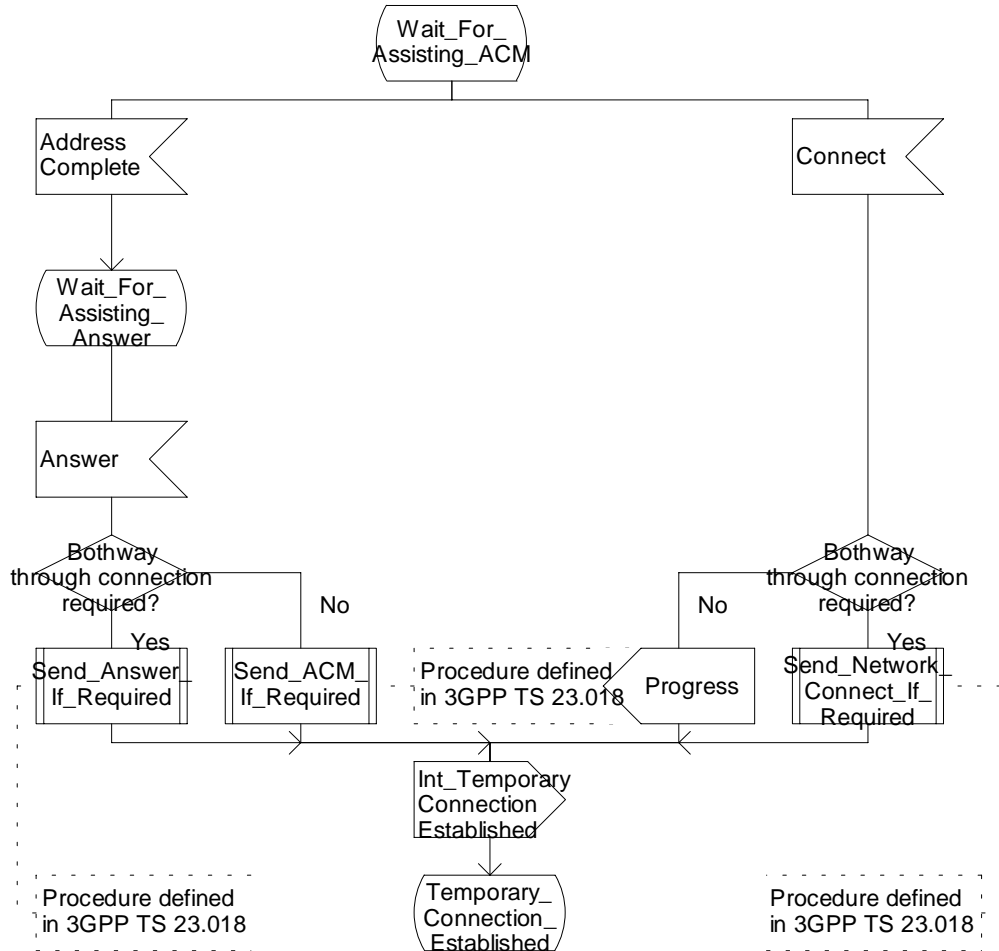 Wait_For_
Assisting_ACM
Address
Complete
Connect
Wait_For_
Assisting_
Answer
Answer
Bothway
through connection
required?
No
Yes
Bothway
through connection
required?
No
Yes
Send_Answer_
If_Required
Send_ACM_
If_Required
Procedure defined
in 3GPP TS 23.018
Progress
Send_Network_
Connect_If_
Required
Int_Temporary
Connection
Established
Procedure defined
in 3GPP TS 23.018
Temporary_
Connection_
Established
Procedure defined
in 3GPP TS 23.018